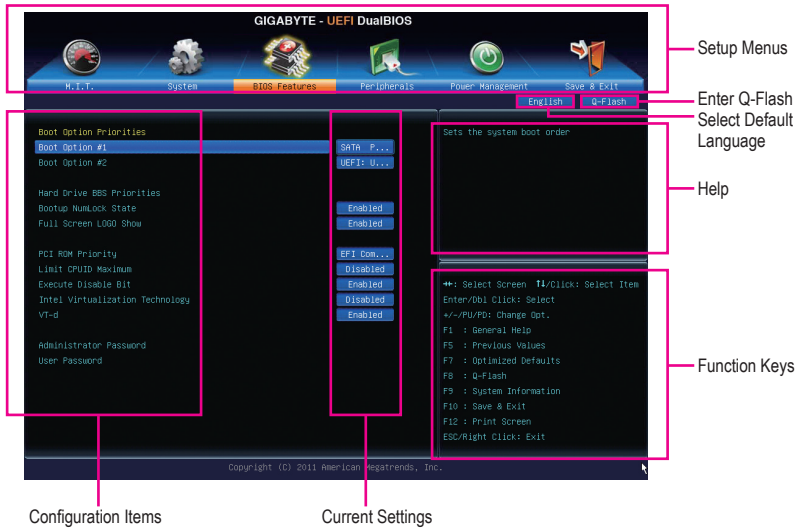 GIGABYTE - UEFI DualBIOS
M.I.T.
System
BIOS Features
Peripherals
Power Management
Save & Exit
Setup Menus
English
Q-Flash
Enter Q-Flash
Select Default
Language
Boot Option Priorities
Boot Option #1 SATA P...
Boot Option #2 UEFI: U...
Hard Drive BBS Priorities
Bootup NumLock State Enabled
Full Screen LOGO Show Enabled
PCI ROM Priority EFI Com...
Limit CPUID Maximum Disabled
Execute Disable Bit Enabled
Intel Virtualization Technology Disabled
VT-d Enabled
Administrator Password
User Password
Sets the system boot order
Help
→←: Select Screen ↑↓/Click: Select Item
Enter/Dbl Click: Select
+/-/PU/PD: Change Opt.
F1 : General Help
F5 : Previous Values
F7 : Optimized Defaults
F8 : Q-Flash
F9 : System Information
F10 : Save & Exit
F12 : Print Screen
ESC/Right Click: Exit
Function Keys
Copyright (C) 2011 American Megatrends, Inc.
Configuration Items
Current Settings